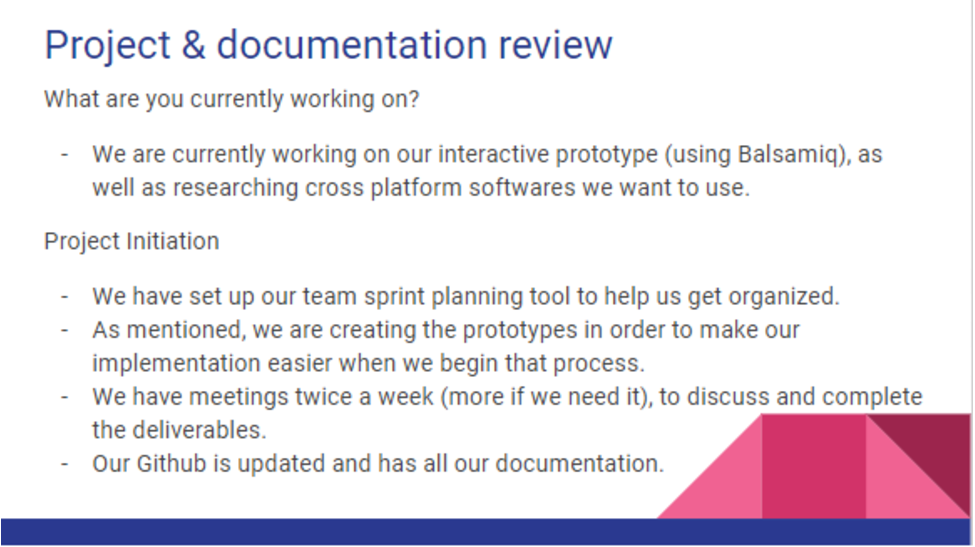 Project & documentation review
What are you currently working on?
- We are currently working on our interactive prototype (using Balsamiq), as
well as researching cross platform softwares we want to use.
Project Initiation
- We have set up our team sprint planning tool to help us get organized.
- As mentioned, we are creating the prototypes in order to make our
implementation easier when we begin that process.
- We have meetings twice a week (more if we need it), to discuss and complete
the deliverables.
- Our Github is updated and has all our documentation.